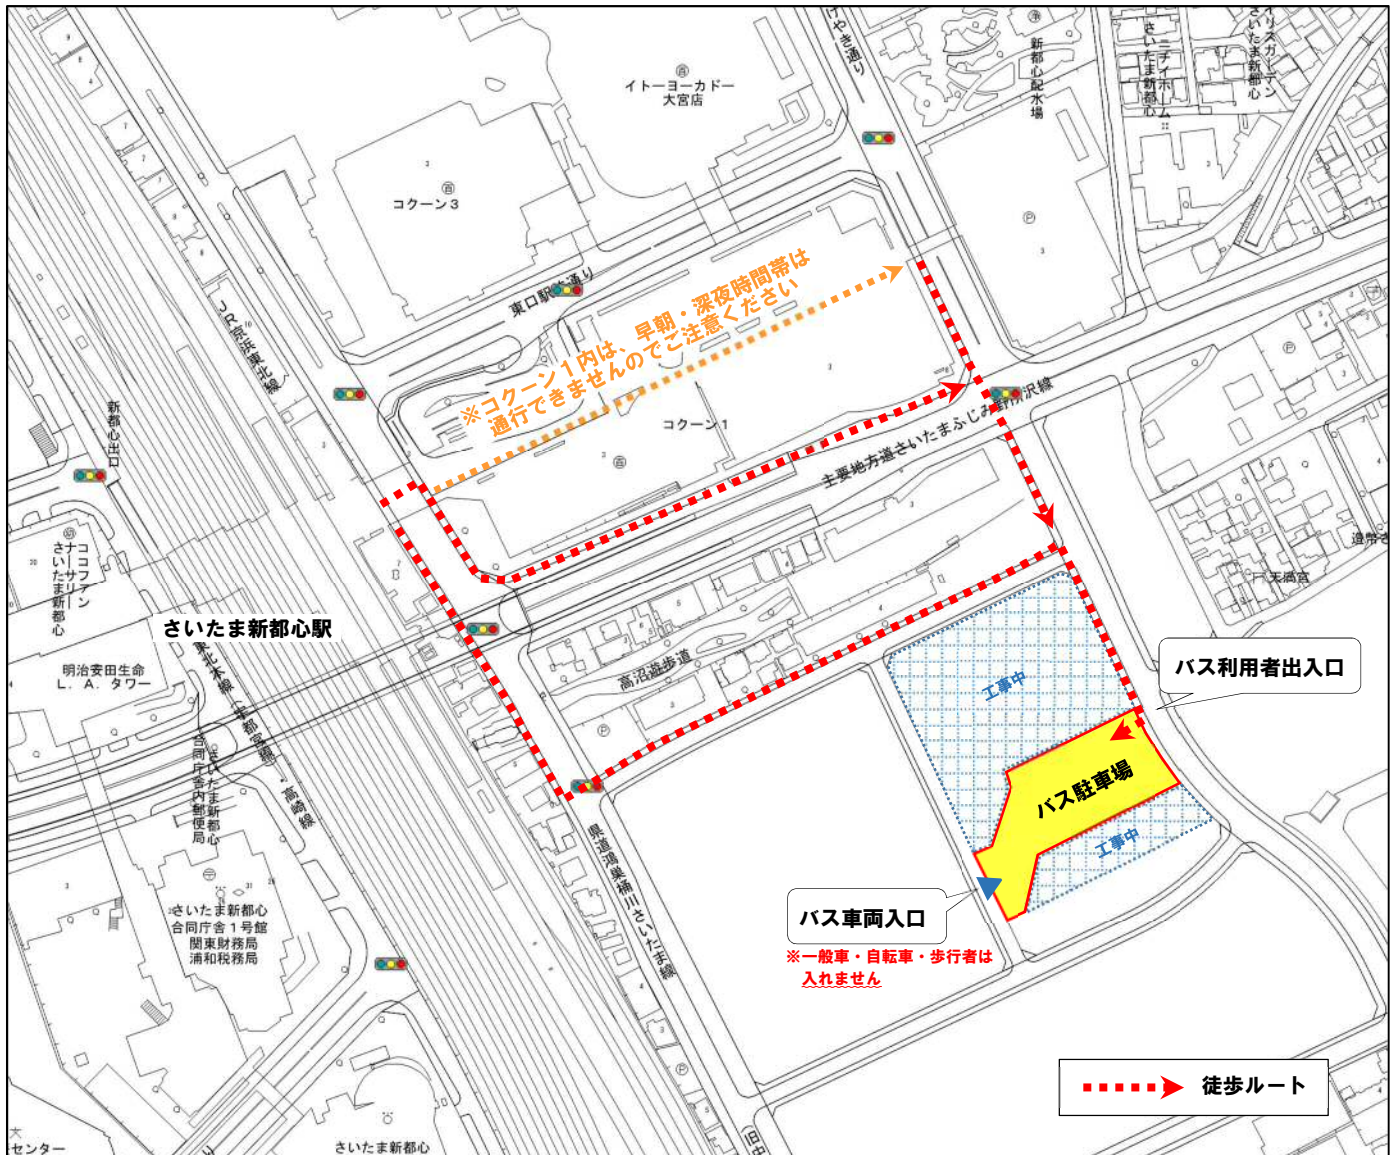 けやき通り
イトーヨーカドー
大宮店
新都心配水場
ニチイホーム
さいたま新都心
イリスガーデン
さいたま新都心
コクーン3
東口駅前通り
※コクーン1内は、早朝・深夜時間帯は
通行できませんのでご注意ください
JR京浜東北線
新都心出口
コクーン1
主要地方道さいたまふじみ野所沢線
ココファン
ナーサリー
さいたま新都心
さいたま新都心駅
明治安田生命
L.A.タワー
東北本線(宇都宮線)・高崎線
高沼遊歩道
天満宮
工事中
バス利用者出入口
バス駐車場
工事中
さいたま新都心
合同庁舎内郵便局
県道鴻巣桶川さいたま線
さいたま新都心
合同庁舎1号館
関東財務局
浦和税務局
バス車両入口
※一般車・自転車・歩行者は
入れません
徒歩ルート
センター
さいたま新都心
旧中